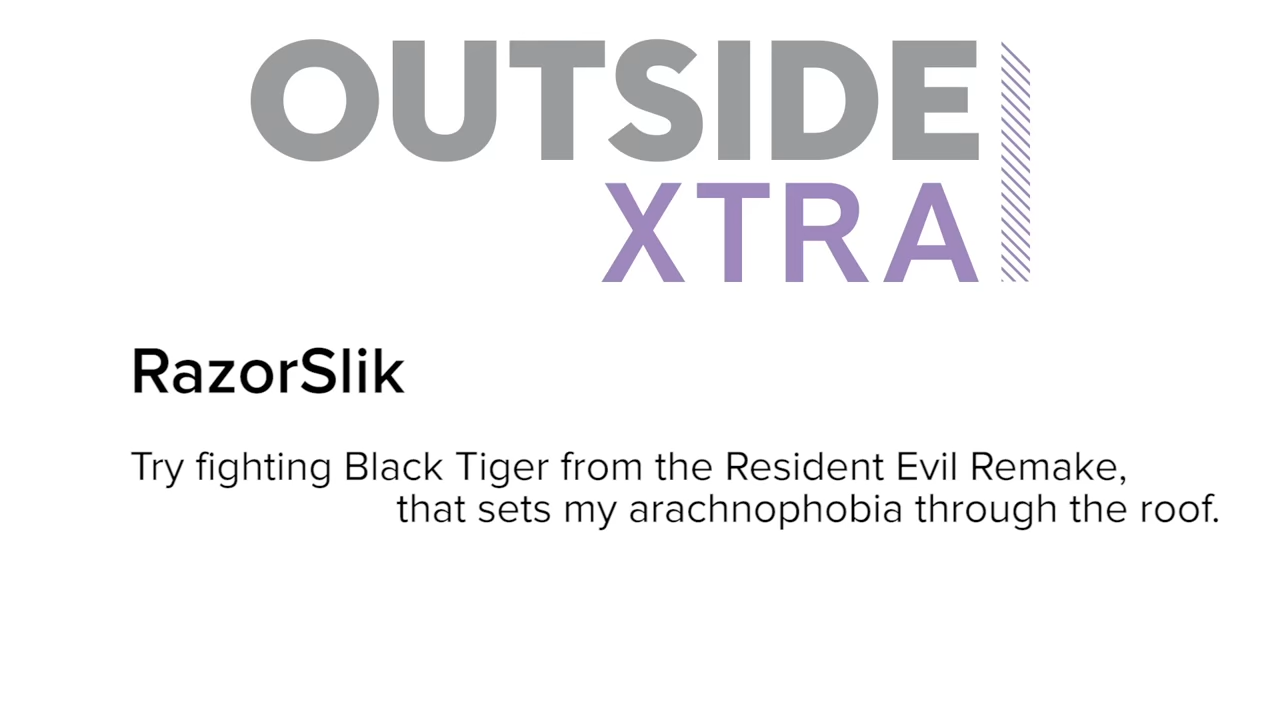 OUTSIDE
XTRA
RazorSlik
Try fighting Black Tiger from the Resident Evil Remake,
that sets my arachnophobia through the roof.